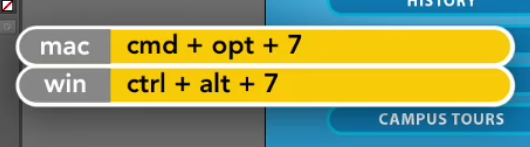 HISTORY
mac cmd + opt + 7
win ctrl + alt + 7
CAMPUS TOURS